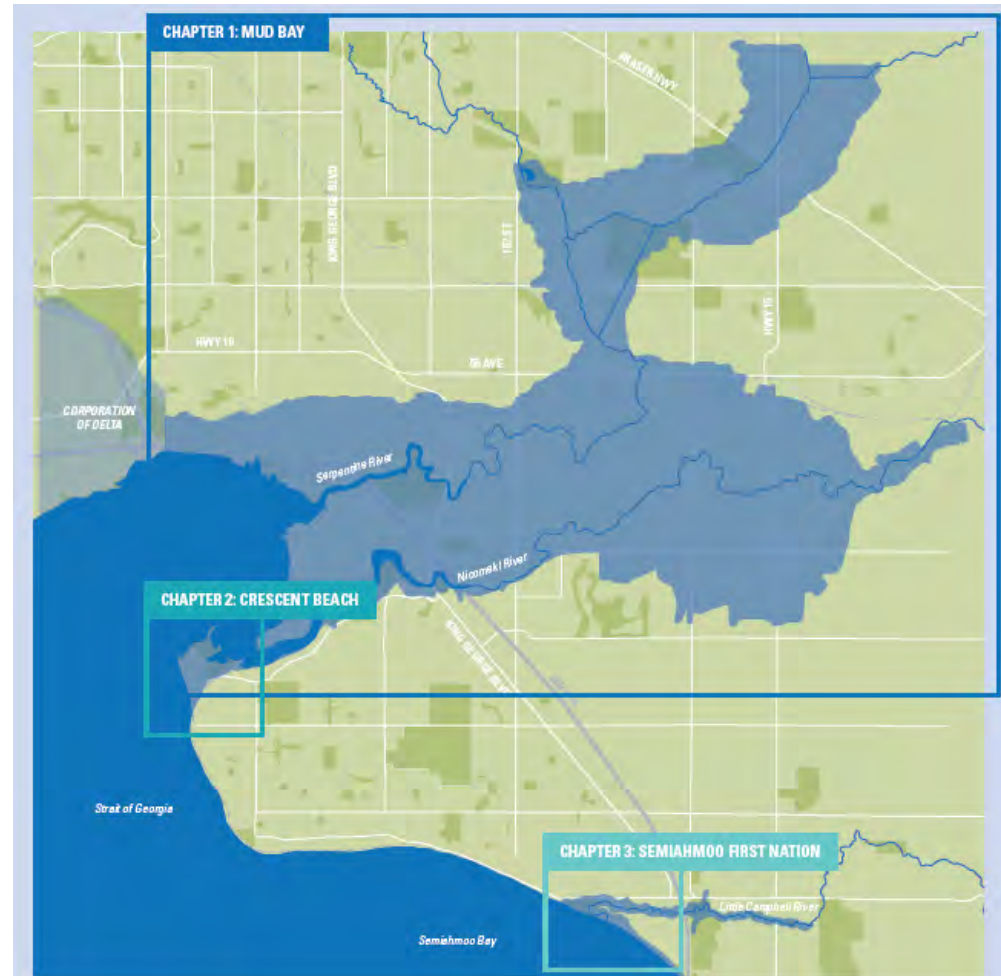 CHAPTER 1: MUD BAY
FRASER HWY
KING GEORGE BLVD
152 ST
HWY 15
HWY 10
56 AVE
CORPORATION
OF DELTA
Serpentine River
Nicomekl River
CHAPTER 2: CRESCENT BEACH
KING GEORGE BLVD
Strait of Georgia
CHAPTER 3: SEMIAHMOO FIRST NATION
Little Campbell River
Semiahmoo Bay